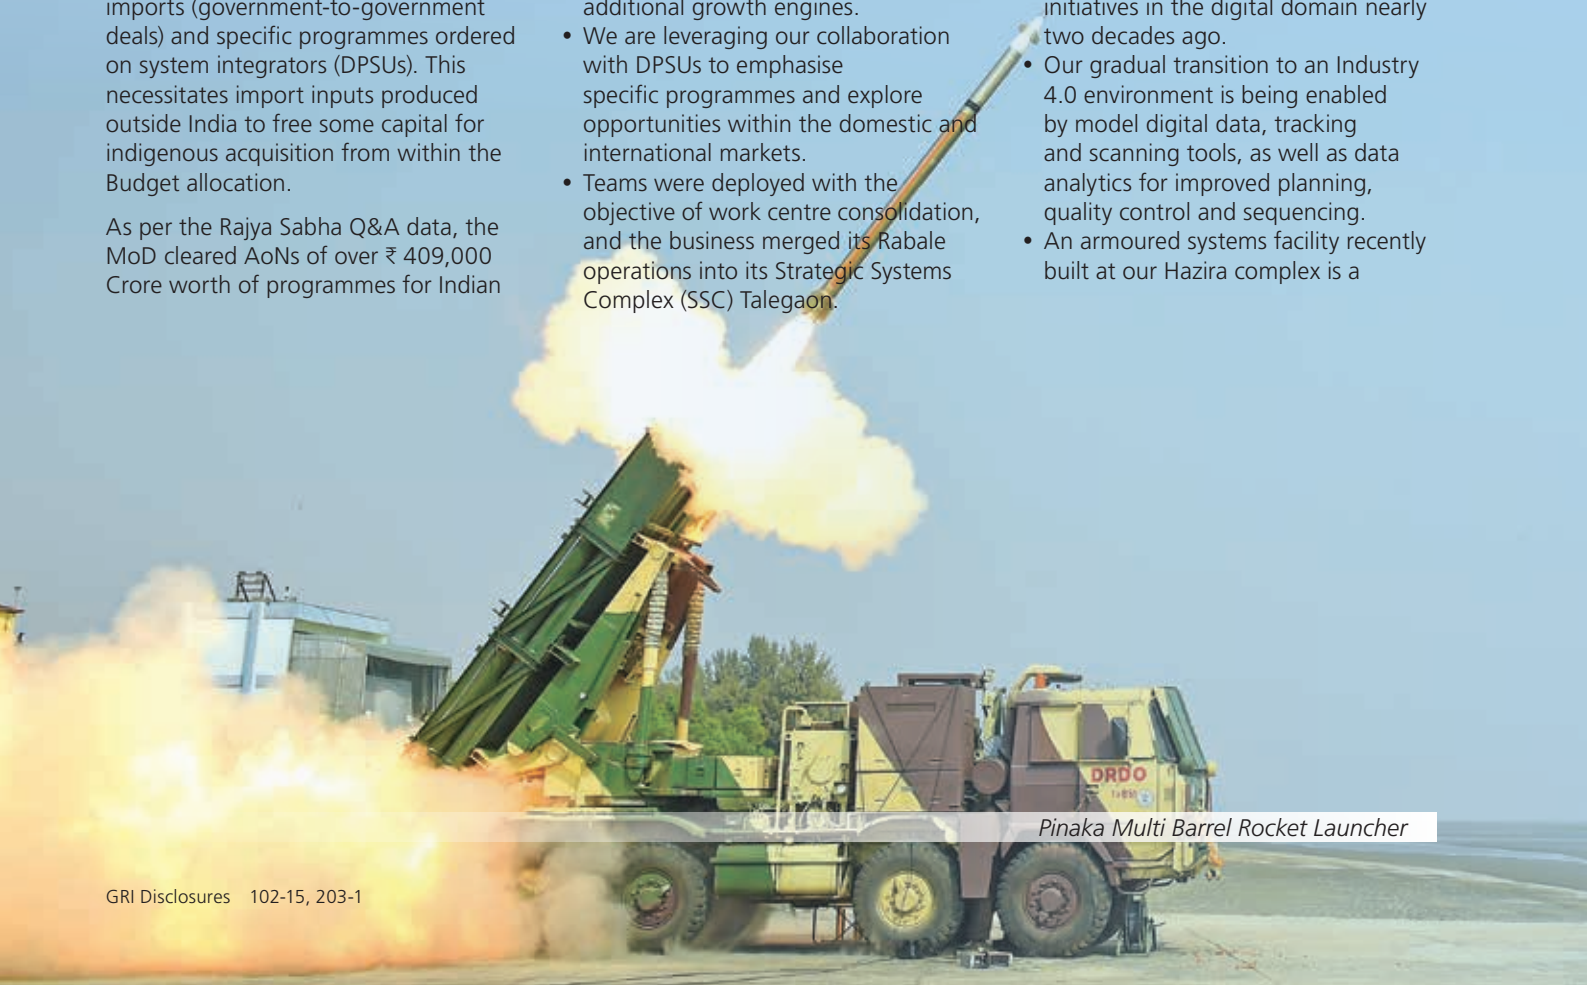 imports (government-to-government
deals) and specific programmes ordered
on system integrators (DPSUs). This
necessitates import inputs produced
outside India to free some capital for
indigenous acquisition from within the
Budget allocation.
As per the Rajya Sabha Q&A data, the
MoD cleared AoNs of over ₹ 409,000
Crore worth of programmes for Indian
additional growth engines.
• We are leveraging our collaboration
with DPSUs to emphasise
specific programmes and explore
opportunities within the domestic and
international markets.
• Teams were deployed with the
objective of work centre consolidation,
and the business merged its Rabale
operations into its Strategic Systems
Complex (SSC) Talegaon.
initiatives in the digital domain nearly
two decades ago.
• Our gradual transition to an Industry
4.0 environment is being enabled
by model digital data, tracking
and scanning tools, as well as data
analytics for improved planning,
quality control and sequencing.
• An armoured systems facility recently
built at our Hazira complex is a
DRDO
Pinaka Multi Barrel Rocket Launcher
GRI Disclosures 102-15, 203-1